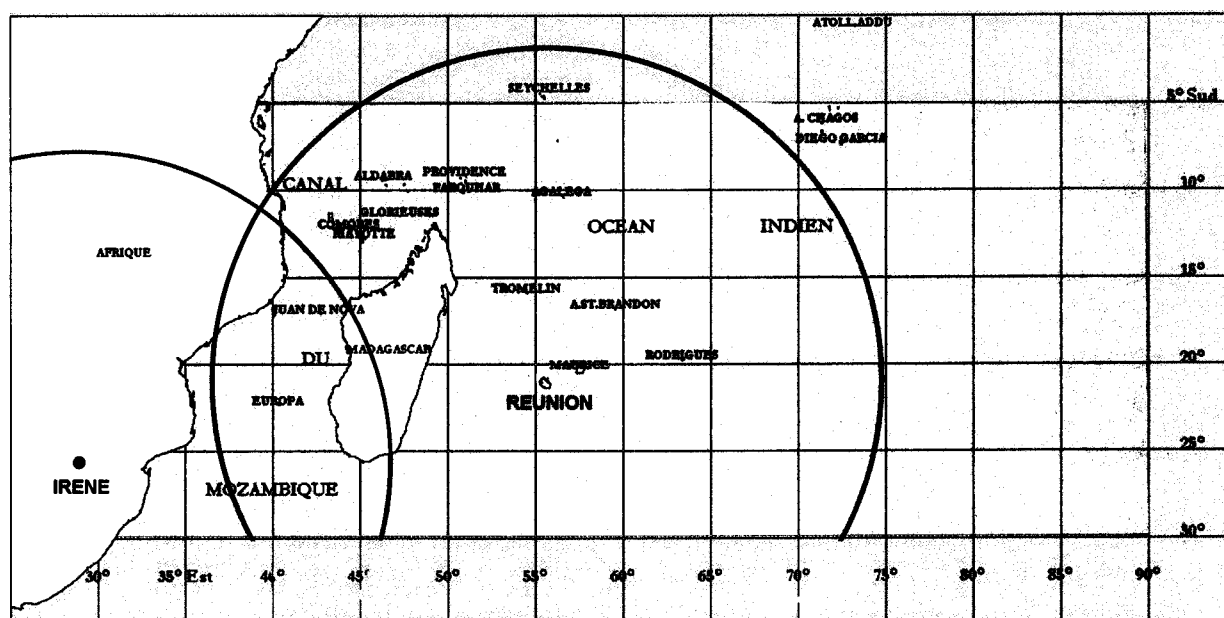 ATOLL.ADDU
SEYCHELLES
5° Sud
A. CHAGOS
DIEGO GARCIA
ALDABRA
PROVIDENCE
CANAL
FARQUHAR
AGALEGA
10°
GLORIEUSES
COMORES
MAYOTTE
OCEAN
INDIEN
AFRIQUE
15°
TROMELIN
A.ST.BRANDON
JUAN DE NOVA
DU
MADAGASCAR
RODRIGUES
MAURICE
20°
EUROPA
REUNION
25°
IRENE
MOZAMBIQUE
30°
30° 35° Est 40° 45° 50° 55° 60° 65° 70° 75° 80° 85° 90°